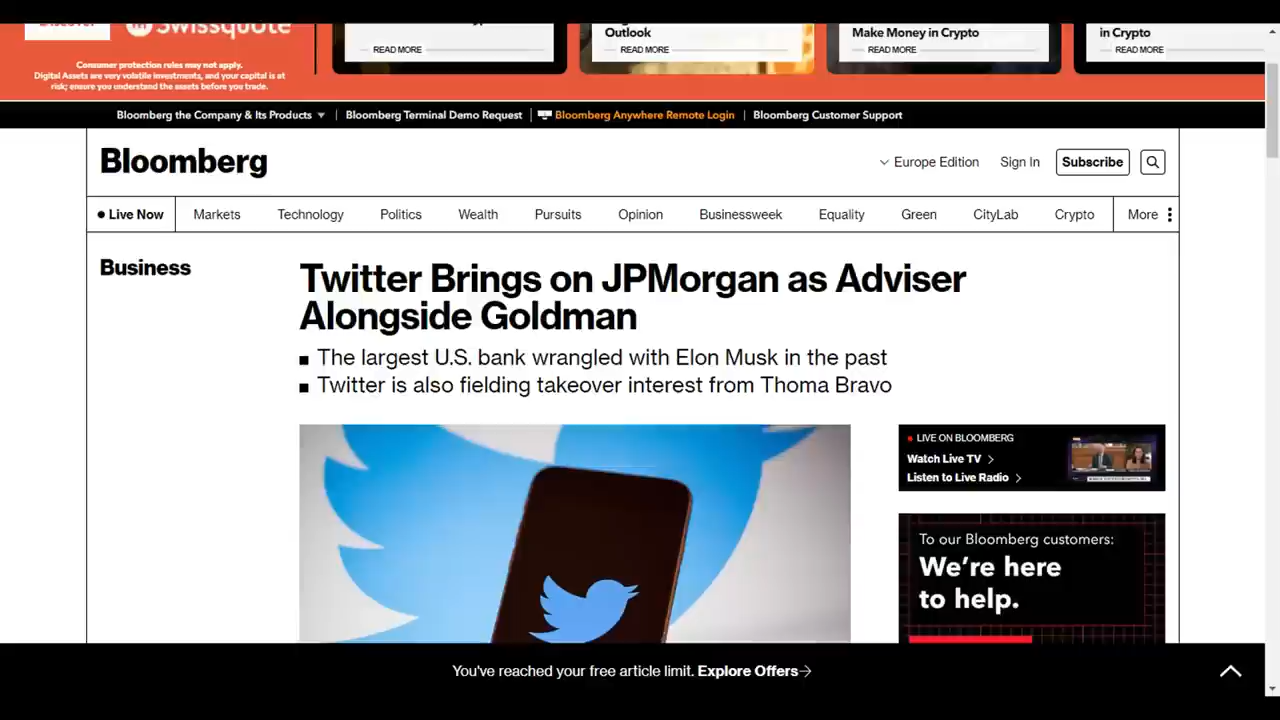 Swissquote
Consumer protection rules may not apply.
Digital Assets are very volatile investments, and your capital is at
risk; ensure you understand the assets before you trade.
READ MORE
Outlook
READ MORE
Make Money in Crypto
READ MORE
in Crypto
READ MORE
Bloomberg the Company & Its Products
Bloomberg Terminal Demo Request
Bloomberg Anywhere Remote Login
Bloomberg Customer Support
Bloomberg
Europe Edition
Sign In
Subscribe
Live Now
Markets
Technology
Politics
Wealth
Pursuits
Opinion
Businessweek
Equality
Green
CityLab
Crypto
More
Business
Twitter Brings on JPMorgan as Adviser
Alongside Goldman
The largest U.S. bank wrangled with Elon Musk in the past
Twitter is also fielding takeover interest from Thoma Bravo
LIVE ON BLOOMBERG
Watch Live TV
Listen to Live Radio
To our Bloomberg customers:
We're here
to help.
You've reached your free article limit. Explore Offers